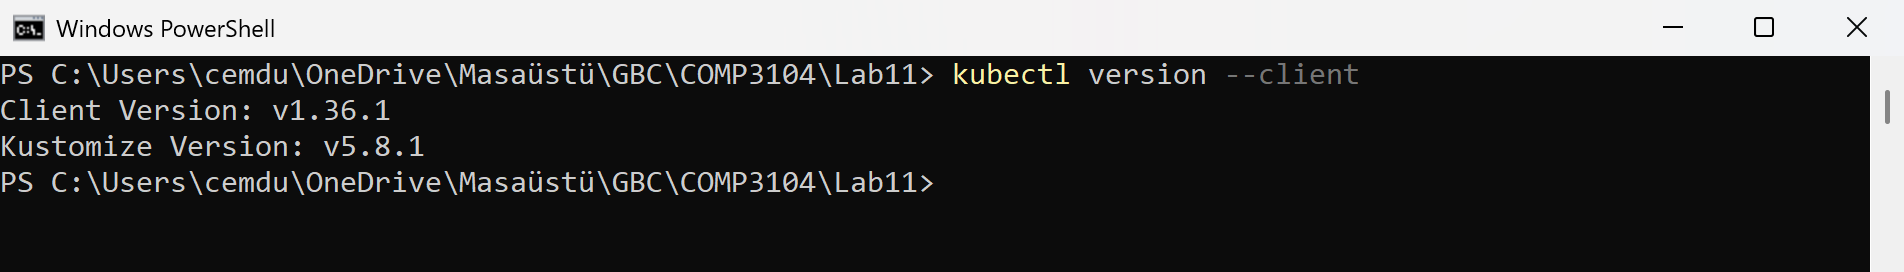 Windows PowerShell
PS C:\Users\cemdu\OneDrive\Masaüstü\GBC\COMP3104\Lab11> kubectl version --client
Client Version: v1.36.1
Kustomize Version: v5.8.1
PS C:\Users\cemdu\OneDrive\Masaüstü\GBC\COMP3104\Lab11>